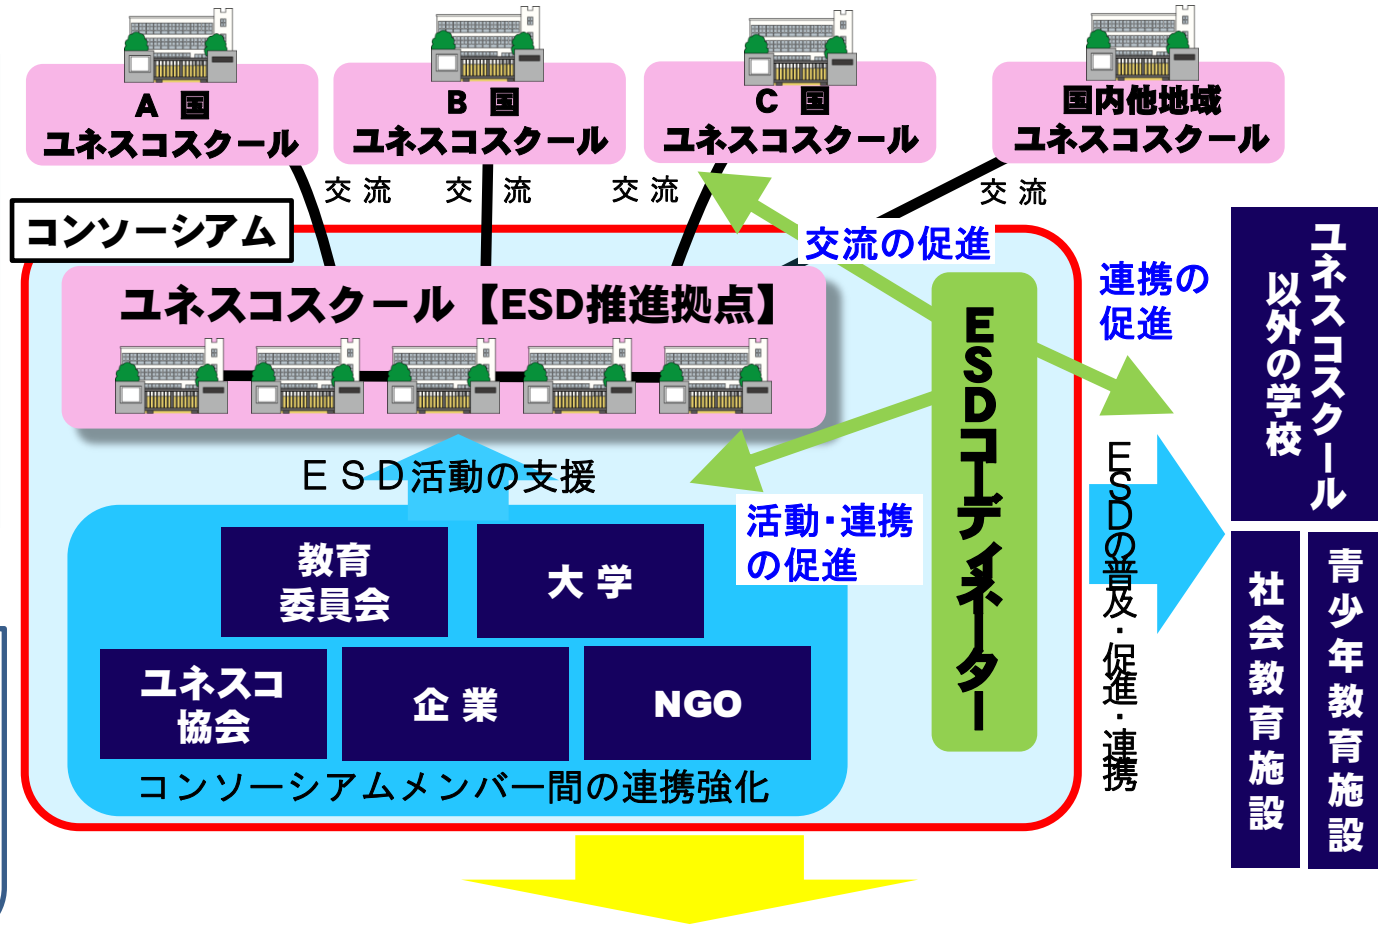 A 国
ユネスコスクール
B 国
ユネスコスクール
C 国
ユネスコスクール
国内他地域
ユネスコスクール
交 流
交 流
交 流
交 流
コンソーシアム
交流の促進
ユネスコスクール【ESD推進拠点】
連携の
促進
ESDコーディネーター
ESD活動の支援
活動・連携
の促進
教育
委員会
大 学
ユネスコ
協会
企 業
NGO
コンソーシアムメンバー間の連携強化
ESDの普及・促進・連携
ユネスコスクール
以外の学校
社会教育施設
青少年教育施設